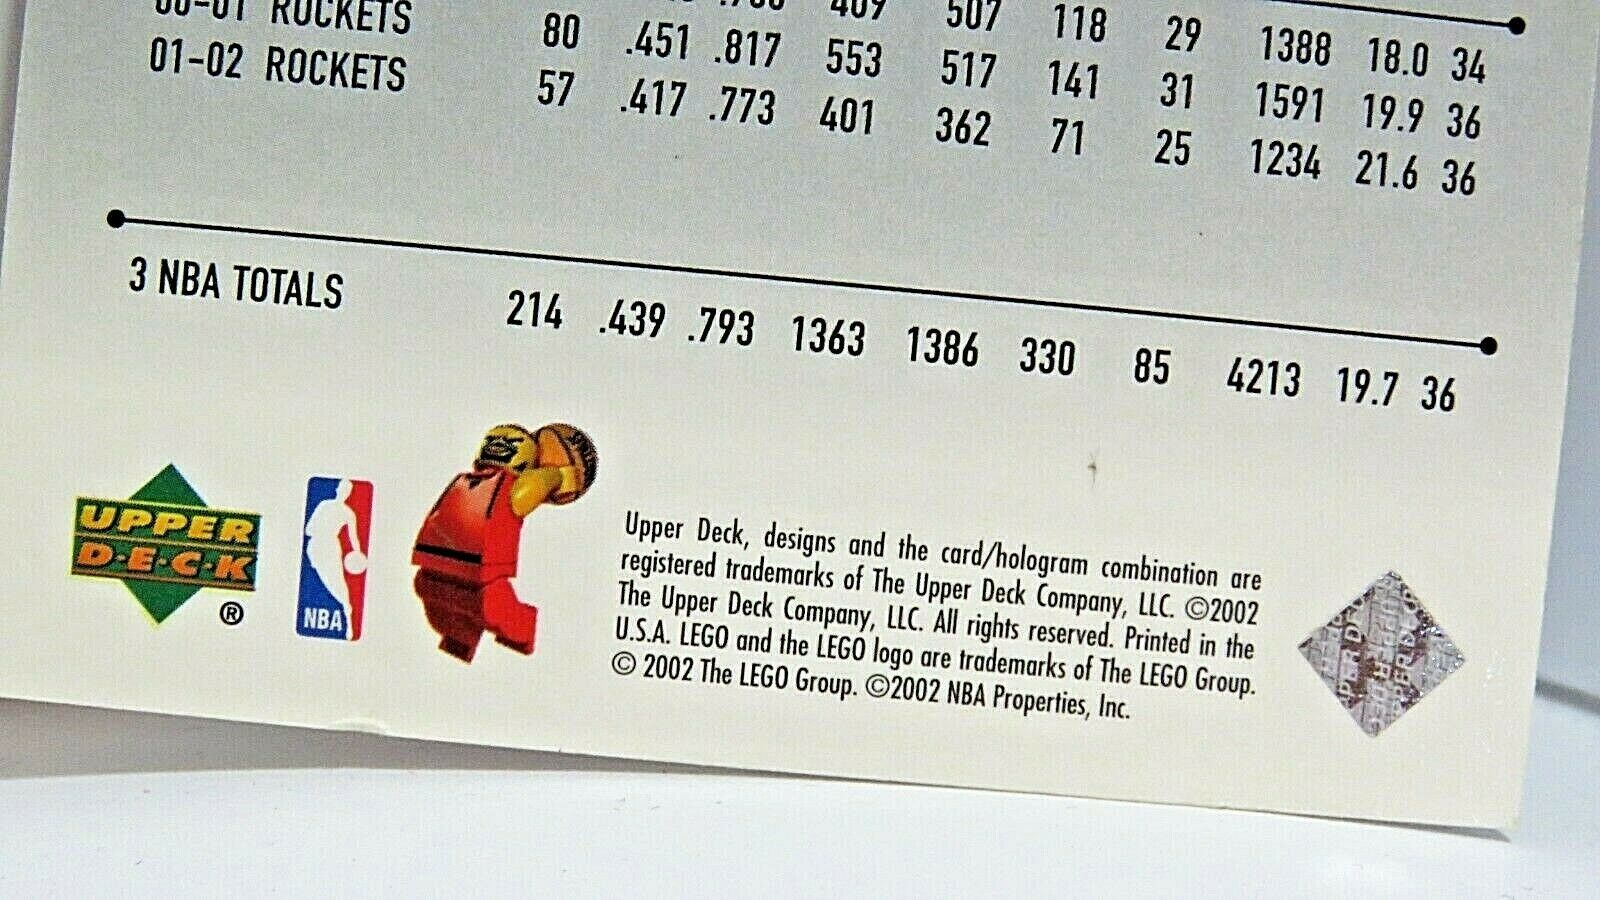 409 507 118 29 1388 18.0 34
00-01 ROCKETS 80 .451 .817 553 517 141 31 1591 19.9 36
01-02 ROCKETS 57 .417 .773 401 362 71 25 1234 21.6 36
3 NBA TOTALS 214 .439 .793 1363 1386 330 85 4213 19.7 36
UPPER
D·E·C·K
®
NBA
Upper Deck, designs and the card/hologram combination are
registered trademarks of The Upper Deck Company, LLC. ©2002
The Upper Deck Company, LLC. All rights reserved. Printed in the
U.S.A. LEGO and the LEGO logo are trademarks of The LEGO Group.
© 2002 The LEGO Group. ©2002 NBA Properties, Inc.